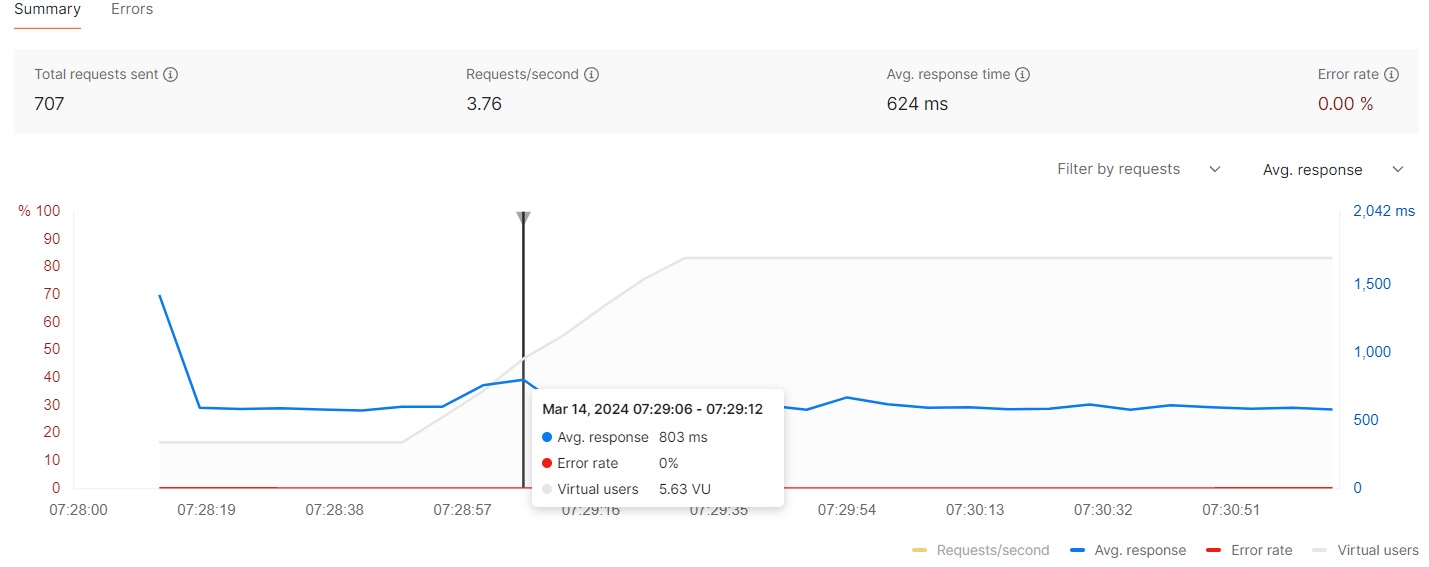 Summary Errors
Total requests sent Requests/second Avg. response time Error rate
707 3.76 624 ms 0.00 %
Filter by requests Avg. response
% 100 2,042 ms
90
80
70 1,500
60
50 1,000
40
30 500
20
10
0 0
Mar 14, 2024 07:29:06 - 07:29:12
Avg. response 803 ms
Error rate 0%
Virtual users 5.63 VU
07:28:00 07:28:19 07:28:38 07:28:57 07:29:16 07:29:35 07:29:54 07:30:13 07:30:32 07:30:51
Requests/second Avg. response Error rate Virtual users